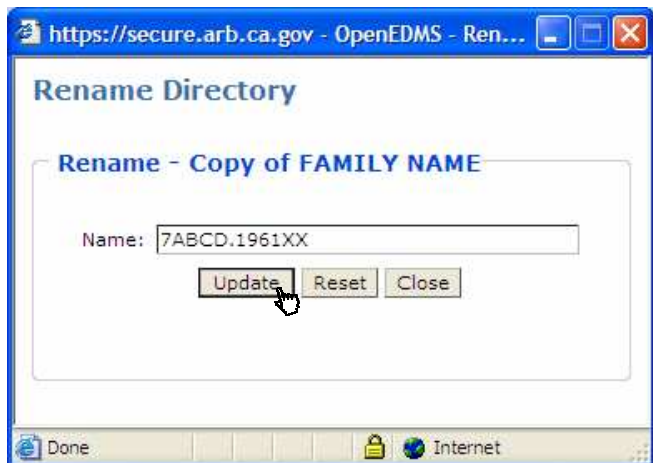 https://secure.arb.ca.gov - OpenEDMS - Ren...
Rename Directory
Rename - Copy of FAMILY NAME
Name: 7ABCD.1961XX
Update Reset Close
Done Internet